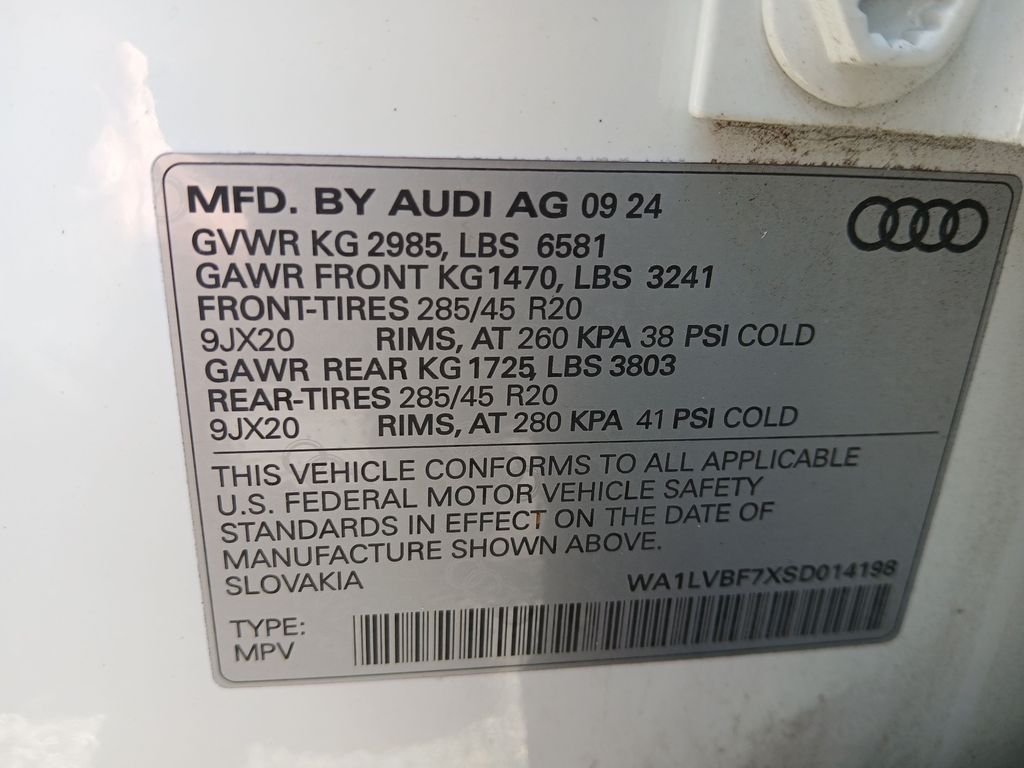 MFD. BY AUDI AG 09 24
GVWR KG 2985, LBS 6581
GAWR FRONT KG 1470, LBS 3241
FRONT-TIRES 285/45 R20
9JX20 RIMS, AT 260 KPA 38 PSI COLD
GAWR REAR KG 1725, LBS 3803
REAR-TIRES 285/45 R20
9JX20 RIMS, AT 280 KPA 41 PSI COLD
THIS VEHICLE CONFORMS TO ALL APPLICABLE
U.S. FEDERAL MOTOR VEHICLE SAFETY
STANDARDS IN EFFECT ON THE DATE OF
MANUFACTURE SHOWN ABOVE.
SLOVAKIA WA1LVBF7XSD014198
TYPE:
MPV